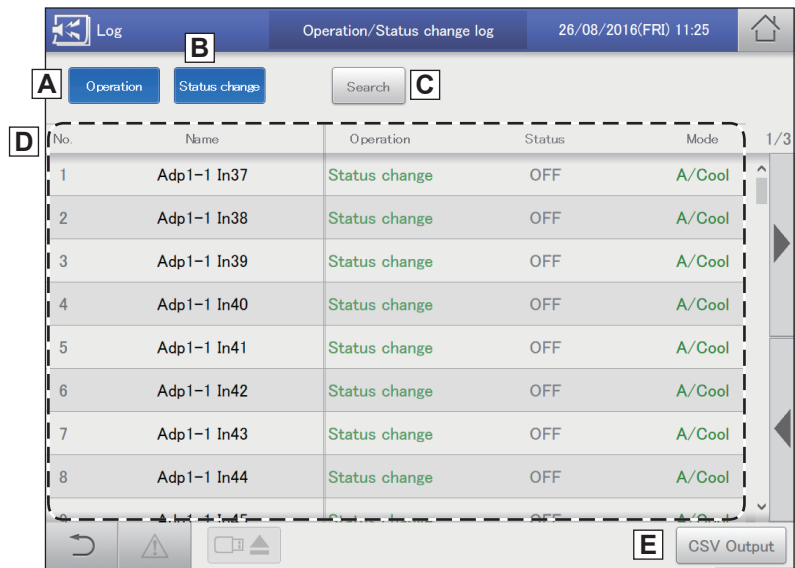 Log
Operation/Status change log
26/08/2016(FRI) 11:25
B
A
Operation
Status change
Search
C
D
No. Name Operation Status Mode 1/3
1 Adp1-1 In37 Status change OFF A/Cool
2 Adp1-1 In38 Status change OFF A/Cool
3 Adp1-1 In39 Status change OFF A/Cool
4 Adp1-1 In40 Status change OFF A/Cool
5 Adp1-1 In41 Status change OFF A/Cool
6 Adp1-1 In42 Status change OFF A/Cool
7 Adp1-1 In43 Status change OFF A/Cool
8 Adp1-1 In44 Status change OFF A/Cool
E
CSV Output